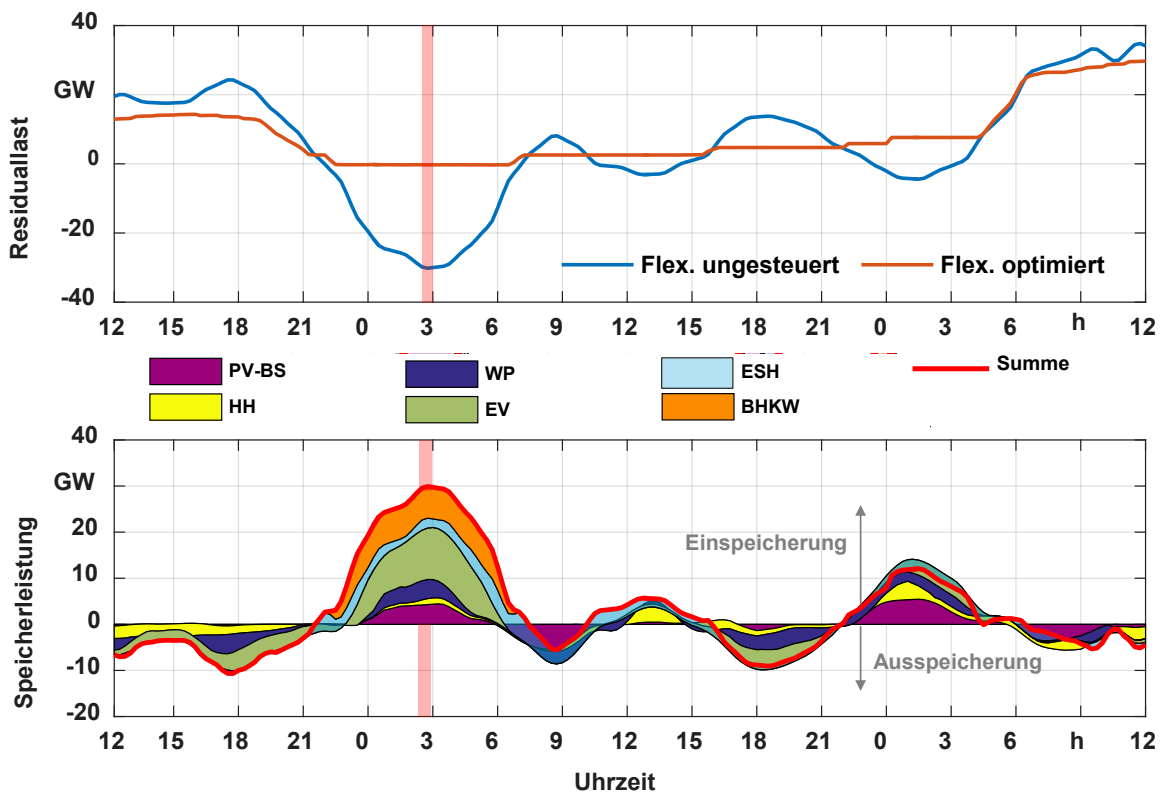 40
GW
20
0
-20
-40
Residuallast
Flex. ungesteuert Flex. optimiert
12 15 18 21 0 3 6 9 12 15 18 21 0 3 6 h 12
PV-BS WP ESH Summe
HH EV BHKW
40
GW
20
10
0
-10
-20
Speicherleistung
Einspeicherung
Ausspeicherung
12 15 18 21 0 3 6 9 12 15 18 21 0 3 6 h 12
Uhrzeit